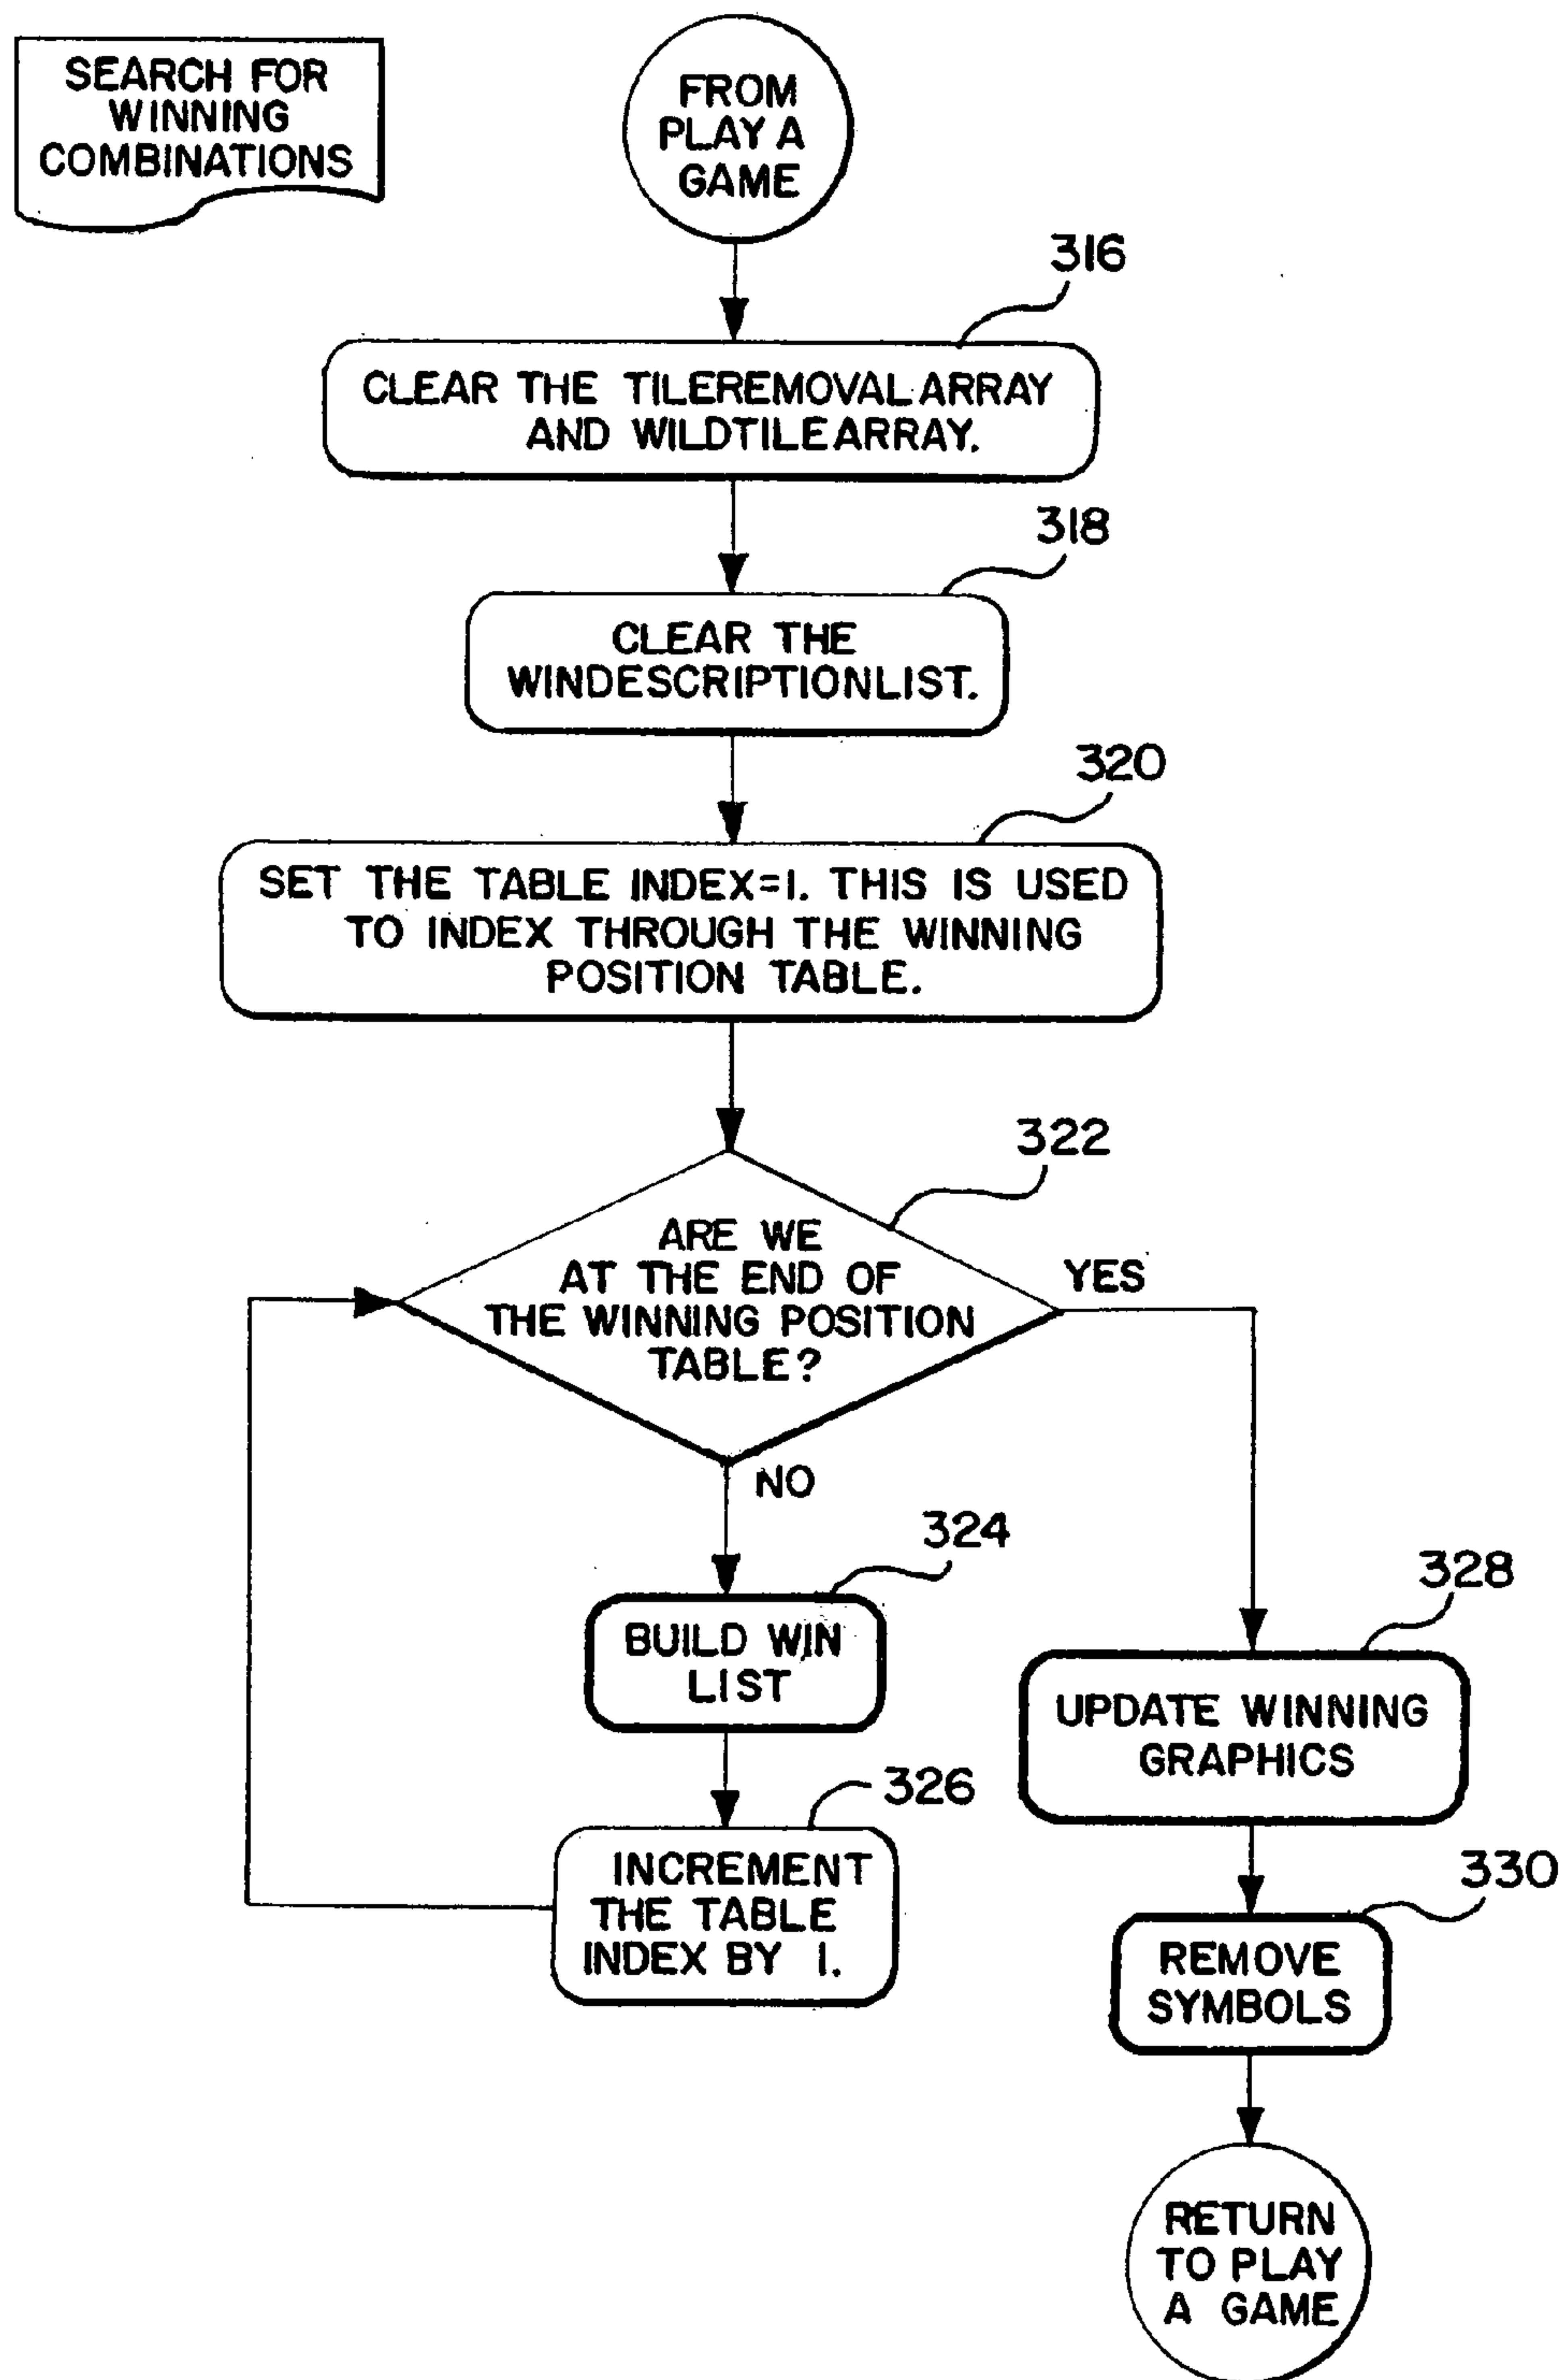 SEARCH FOR
WINNING
COMBINATIONS
FROM
PLAY A
GAME
316
CLEAR THE TILEREMOVALARRAY
AND WILDTILEARRAY.
318
CLEAR THE
WINDESCRIPTIONLIST.
320
SET THE TABLE INDEX=1. THIS IS USED
TO INDEX THROUGH THE WINNING
POSITION TABLE.
322
ARE WE
AT THE END OF
THE WINNING POSITION
TABLE?
YES
NO
324
BUILD WIN
LIST
326
INCREMENT
THE TABLE
INDEX BY 1.
328
UPDATE WINNING
GRAPHICS
330
REMOVE
SYMBOLS
RETURN
TO PLAY
A GAME